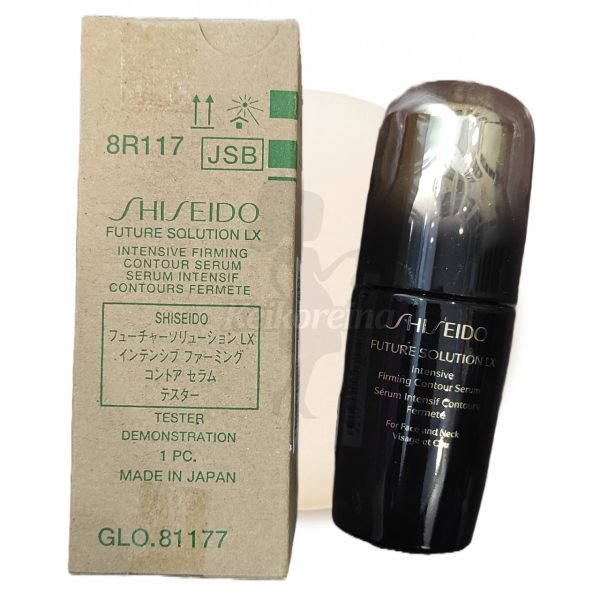 8R117
JSB
SHISEIDO
FUTURE SOLUTION LX
INTENSIVE FIRMING
CONTOUR SERUM
SERUM INTENSIF
CONTOURS FERMETE
SHISEIDO
フューチャーソリューション LX
インテンシブ ファーミング
コントア セラム
テスター
TESTER
DEMONSTRATION
1 PC.
MADE IN JAPAN
GLO.81177
Keikoreina
SHISEIDO
FUTURE SOLUTION LX
Intensive
Firming Contour Serum
Sérum Intensif Contours
Fermeté
For Face and Neck
Visage et Cou